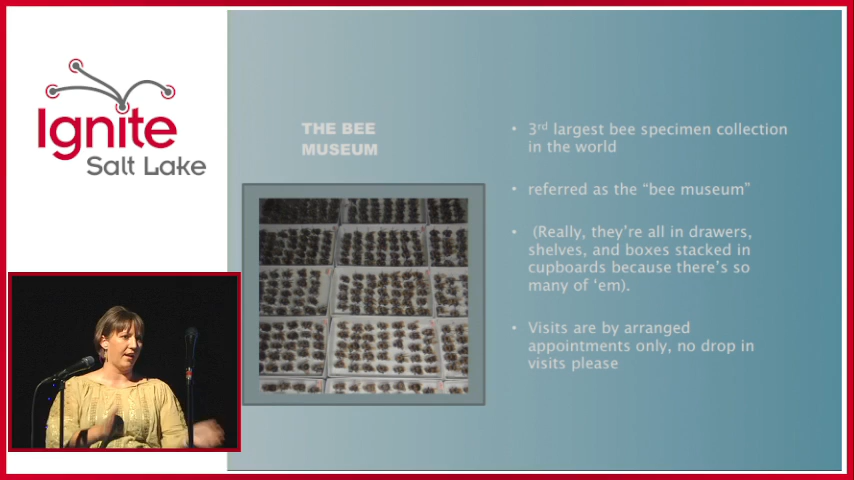 Ignite
Salt Lake
THE BEE
MUSEUM
• 3rd largest bee specimen collection
in the world
• referred as the “bee museum”
• (Really, they’re all in drawers,
shelves, and boxes stacked in
cupboards because there’s so
many of ‘em).
• Visits are by arranged
appointments only, no drop in
visits please